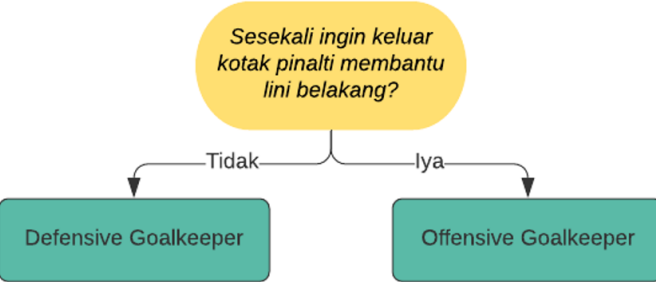 Sesekali ingin keluar
kotak pinalti membantu
lini belakang?
Tidak
Iya
Defensive Goalkeeper
Offensive Goalkeeper